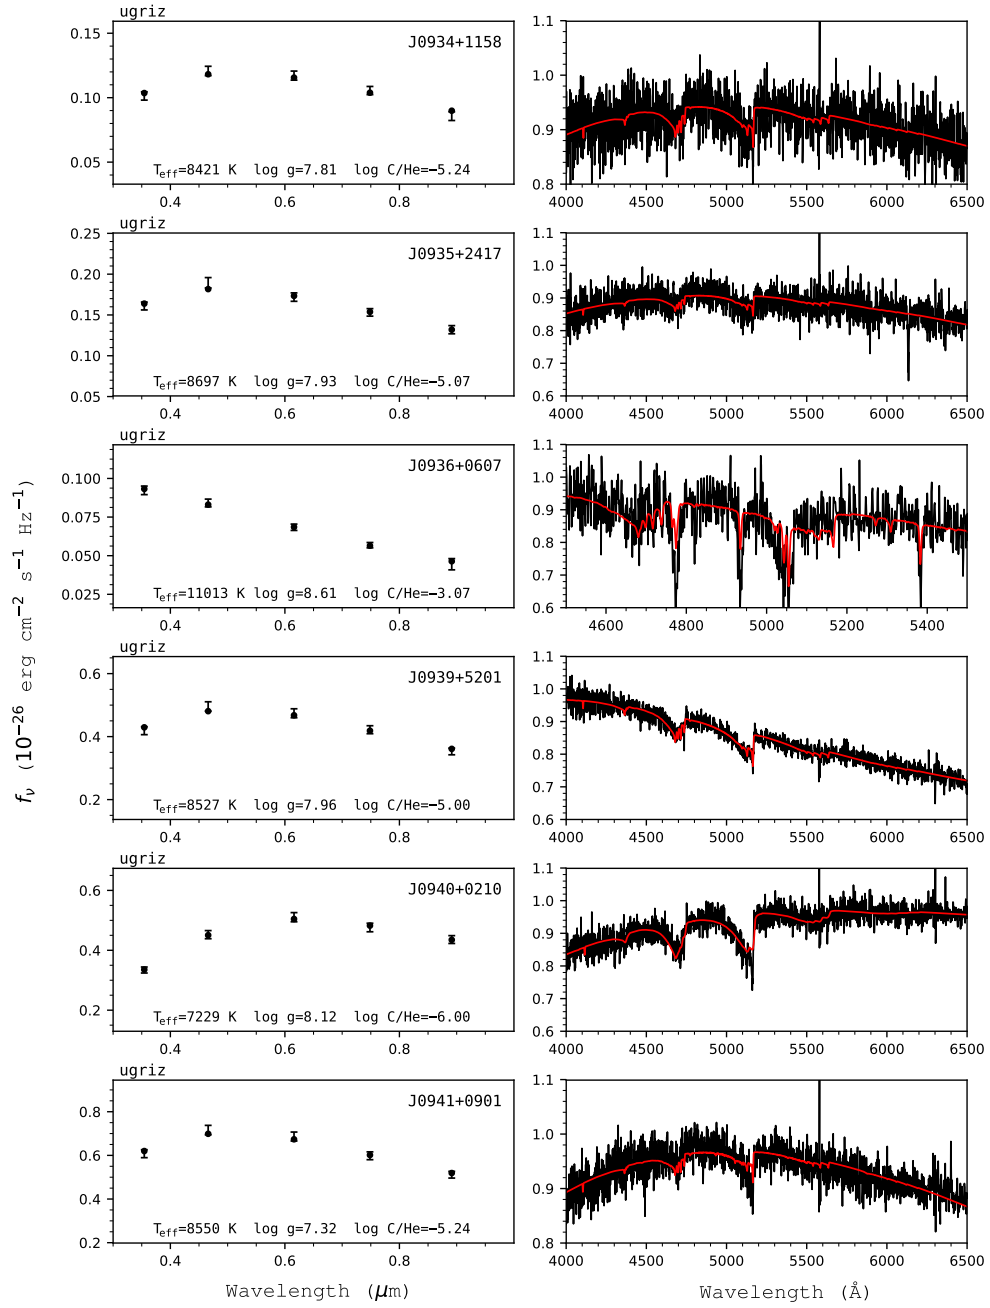 ugriz
J0934+1158
T_eff=8421 K log g=7.81 log C/He=−5.24
0.15
0.10
0.05
0.4 0.6 0.8
1.1
1.0
0.9
0.8
4000 4500 5000 5500 6000 6500
ugriz
J0935+2417
T_eff=8697 K log g=7.93 log C/He=−5.07
0.25
0.20
0.15
0.10
0.05
0.4 0.6 0.8
1.1
1.0
0.9
0.8
0.7
0.6
4000 4500 5000 5500 6000 6500
ugriz
J0936+0607
T_eff=11013 K log g=8.61 log C/He=−3.07
0.100
0.075
0.050
0.025
0.4 0.6 0.8
1.1
1.0
0.9
0.8
0.7
0.6
4600 4800 5000 5200 5400
ugriz
J0939+5201
T_eff=8527 K log g=7.96 log C/He=−5.00
0.6
0.4
0.2
0.4 0.6 0.8
1.1
1.0
0.9
0.8
0.7
0.6
4000 4500 5000 5500 6000 6500
ugriz
J0940+0210
T_eff=7229 K log g=8.12 log C/He=−6.00
0.6
0.4
0.2
0.4 0.6 0.8
1.1
1.0
0.9
0.8
0.7
0.6
4000 4500 5000 5500 6000 6500
ugriz
J0941+0901
T_eff=8550 K log g=7.32 log C/He=−5.24
0.8
0.6
0.4
0.2
0.4 0.6 0.8
1.1
1.0
0.9
0.8
4000 4500 5000 5500 6000 6500
f_ν (10⁻²⁶ erg cm⁻² s⁻¹ Hz⁻¹)
Wavelength (μm)
Wavelength (Å)